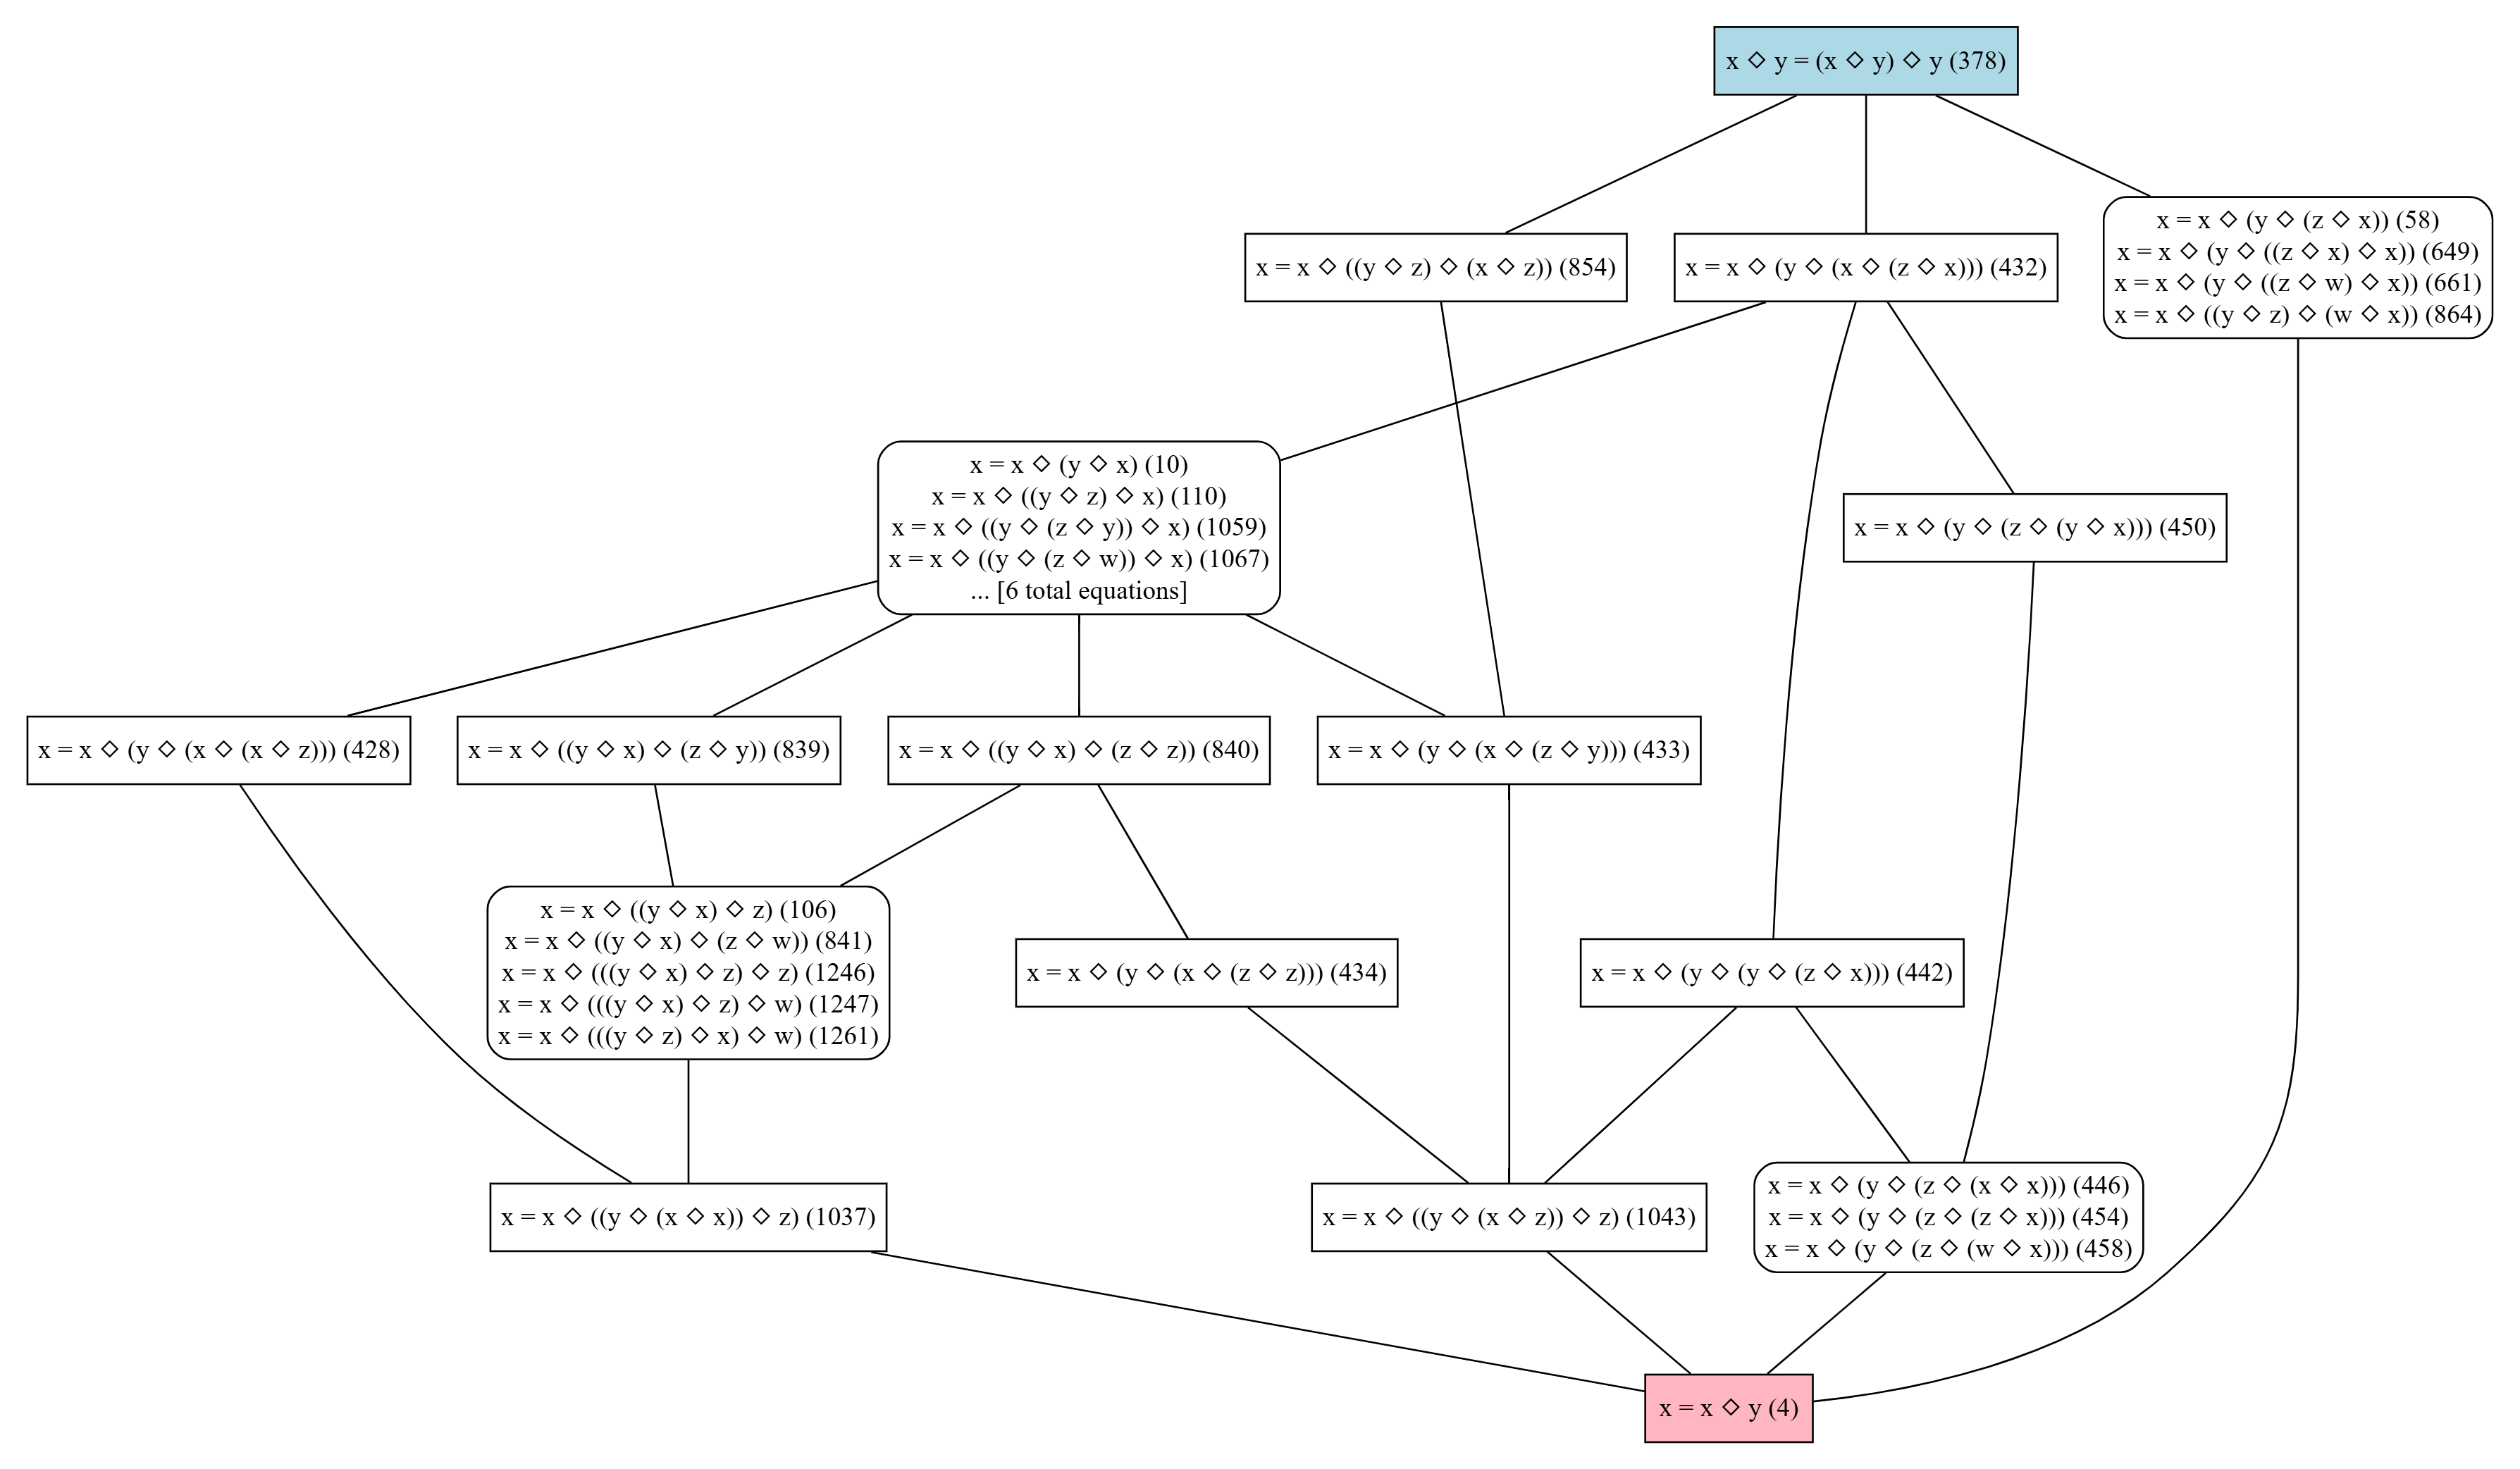 x ◇ y = (x ◇ y) ◇ y (378)
x = x ◇ ((y ◇ z) ◇ (x ◇ z)) (854)
x = x ◇ (y ◇ (x ◇ (z ◇ x))) (432)
x = x ◇ (y ◇ (z ◇ x)) (58)
x = x ◇ (y ◇ ((z ◇ x) ◇ x)) (649)
x = x ◇ (y ◇ ((z ◇ w) ◇ x)) (661)
x = x ◇ ((y ◇ z) ◇ (w ◇ x)) (864)
x = x ◇ (y ◇ x) (10)
x = x ◇ ((y ◇ z) ◇ x) (110)
x = x ◇ ((y ◇ (z ◇ y)) ◇ x) (1059)
x = x ◇ ((y ◇ (z ◇ w)) ◇ x) (1067)
... [6 total equations]
x = x ◇ (y ◇ (z ◇ (y ◇ x))) (450)
x = x ◇ (y ◇ (x ◇ (x ◇ z))) (428)
x = x ◇ ((y ◇ x) ◇ (z ◇ y)) (839)
x = x ◇ ((y ◇ x) ◇ (z ◇ z)) (840)
x = x ◇ (y ◇ (x ◇ (z ◇ y))) (433)
x = x ◇ ((y ◇ x) ◇ z) (106)
x = x ◇ ((y ◇ x) ◇ (z ◇ w)) (841)
x = x ◇ (((y ◇ x) ◇ z) ◇ z) (1246)
x = x ◇ (((y ◇ x) ◇ z) ◇ w) (1247)
x = x ◇ (((y ◇ z) ◇ x) ◇ w) (1261)
x = x ◇ (y ◇ (x ◇ (z ◇ z))) (434)
x = x ◇ (y ◇ (y ◇ (z ◇ x))) (442)
x = x ◇ ((y ◇ (x ◇ x)) ◇ z) (1037)
x = x ◇ ((y ◇ (x ◇ z)) ◇ z) (1043)
x = x ◇ (y ◇ (z ◇ (x ◇ x))) (446)
x = x ◇ (y ◇ (z ◇ (z ◇ x))) (454)
x = x ◇ (y ◇ (z ◇ (w ◇ x))) (458)
x = x ◇ y (4)